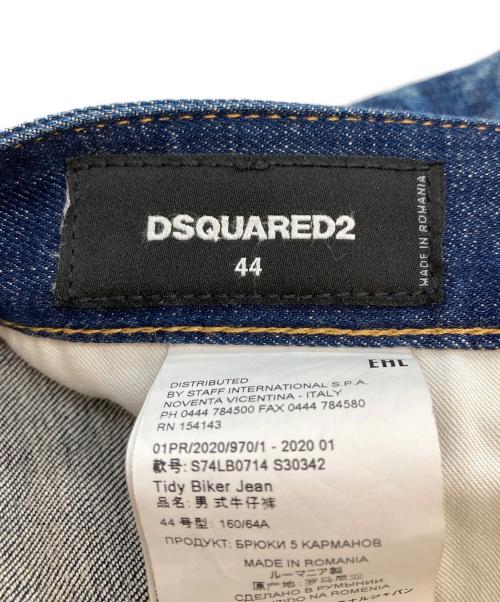 DSQUARED2
44
MADE IN ROMANIA
EAC
DISTRIBUTED
BY STAFF INTERNATIONAL S.P.A.
NOVENTA VICENTINA - ITALY
PH 0444 784500 FAX 0444 784580
RN 154143
01PR/2020/970/1 - 2020 01
款号: S74LB0714 S30342
Tidy Biker Jean
品名: 男式牛仔裤
44 号型: 160/64A
ПРОДУКТ: БРЮКИ 5 КАРМАНОВ
MADE IN ROMANIA
ルーマニア製
原产地: 罗马尼亚
СДЕЛАНО В РУМЫНИИ
IN ROMENIA